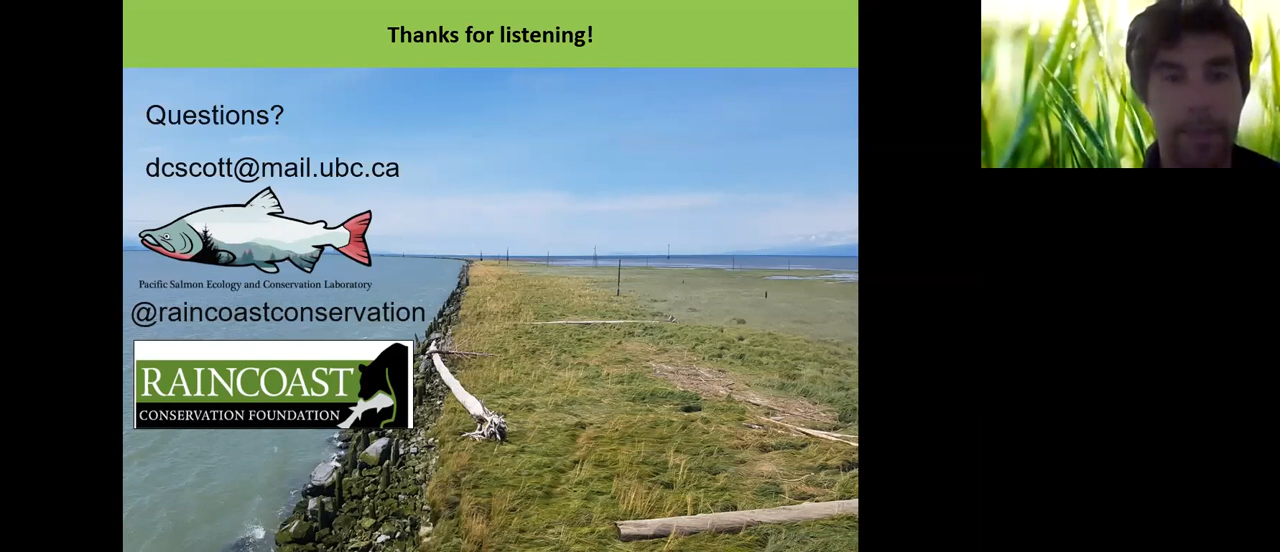 Thanks for listening!
Questions?
dcscott@mail.ubc.ca
Pacific Salmon Ecology and Conservation Laboratory
@raincoastconservation
RAINCOAST
CONSERVATION FOUNDATION